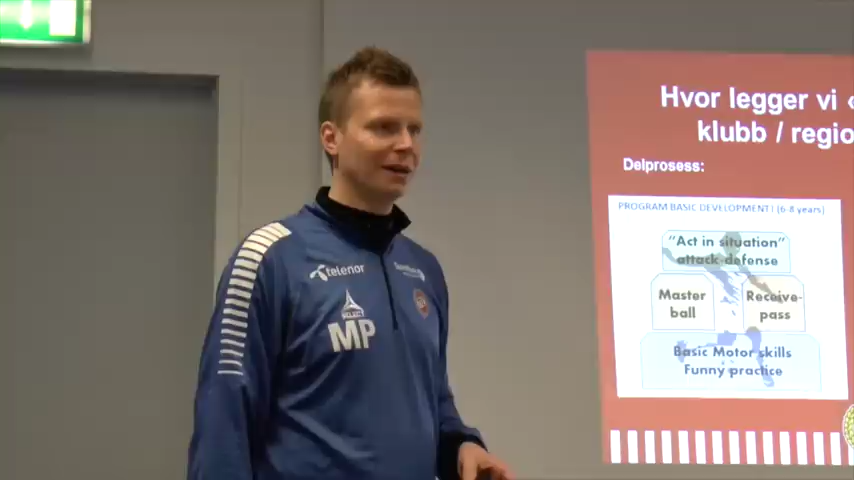 Hvor legger vi
klubb / regio
Delprosess:
PROGRAM BASIC DEVELOPMENT I (6-8 years)
"Act in situation"
attack-defense
Master
ball
Receive-
pass
Basic Motor skills
Funny practice
telenor
SELECT
MP